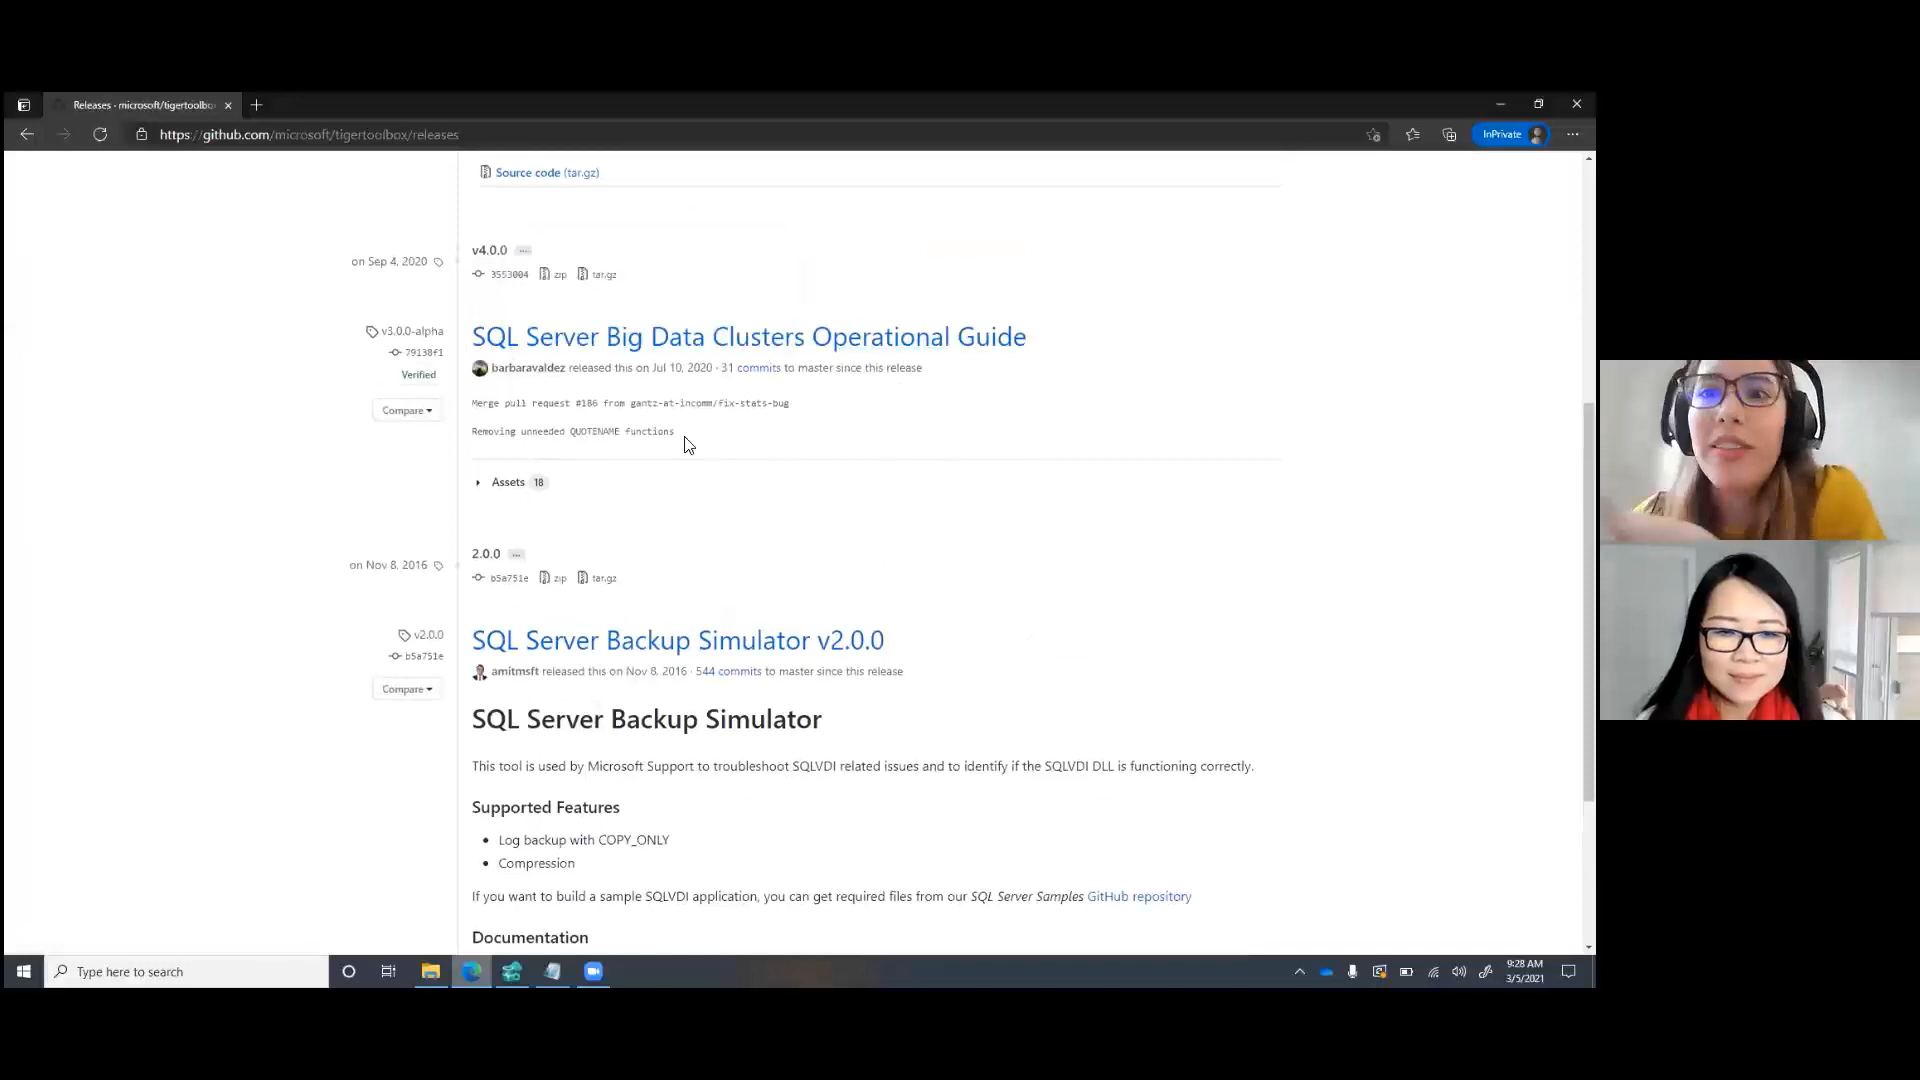 Releases · microsoft/tigertoolbo
https://github.com/microsoft/tigertoolbox/releases
InPrivate
Source code (tar.gz)
on Sep 4, 2020
v4.0.0 ...
3553004 zip tar.gz
v3.0.0-alpha
79138f1
Verified
Compare
SQL Server Big Data Clusters Operational Guide
barbaravaldez released this on Jul 10, 2020 · 31 commits to master since this release
Merge pull request #186 from gantz-at-incomm/fix-stats-bug
Removing unneeded QUOTENAME functions
Assets 18
on Nov 8, 2016
2.0.0 ...
b5a751e zip tar.gz
v2.0.0
b5a751e
Compare
SQL Server Backup Simulator v2.0.0
amitmsft released this on Nov 8, 2016 · 544 commits to master since this release
SQL Server Backup Simulator
This tool is used by Microsoft Support to troubleshoot SQLVDI related issues and to identify if the SQLVDI DLL is functioning correctly.
Supported Features
• Log backup with COPY_ONLY
• Compression
If you want to build a sample SQLVDI application, you can get required files from our SQL Server Samples GitHub repository
Documentation
Type here to search
9:28 AM
3/5/2021